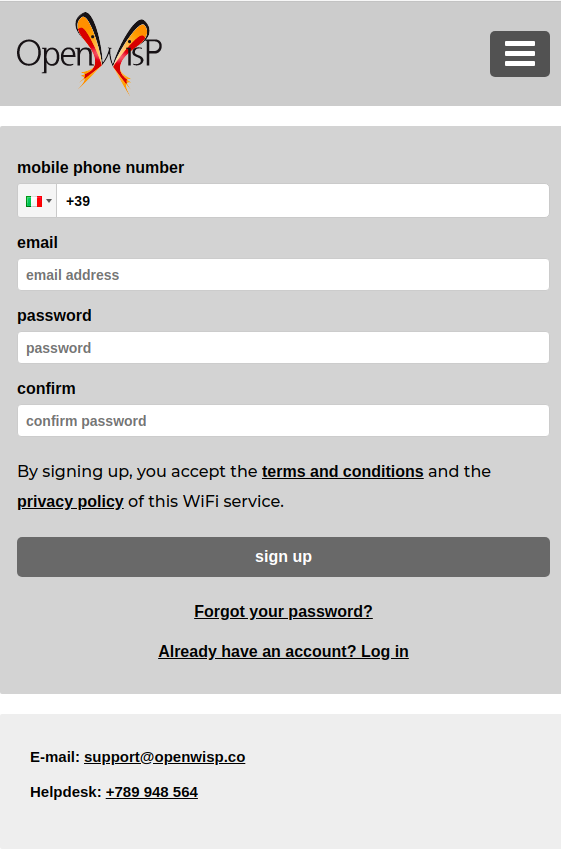 OpenWisP
mobile phone number
+39
email
email address
password
password
confirm
confirm password
By signing up, you accept the terms and conditions and the
privacy policy of this WiFi service.
sign up
Forgot your password?
Already have an account? Log in
E-mail: support@openwisp.co
Helpdesk: +789 948 564